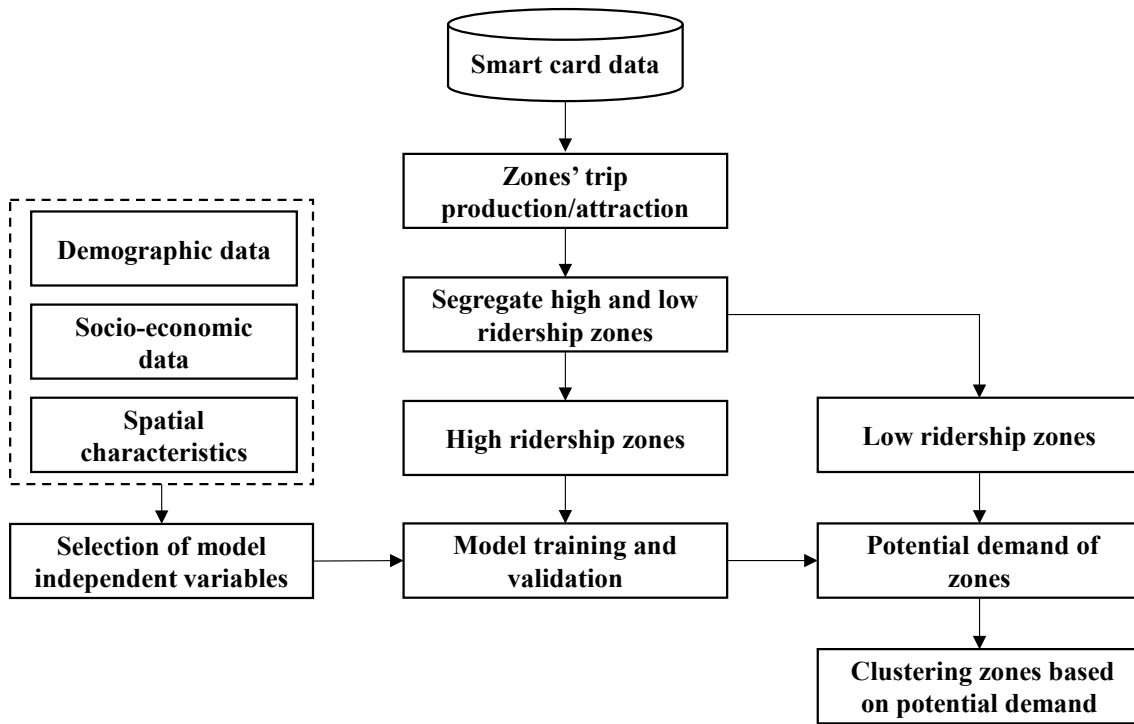 Smart card data
Zones’ trip
production/attraction
Demographic data
Socio-economic
data
Spatial
characteristics
Segregate high and low
ridership zones
High ridership zones
Low ridership zones
Selection of model
independent variables
Model training and
validation
Potential demand of
zones
Clustering zones based
on potential demand